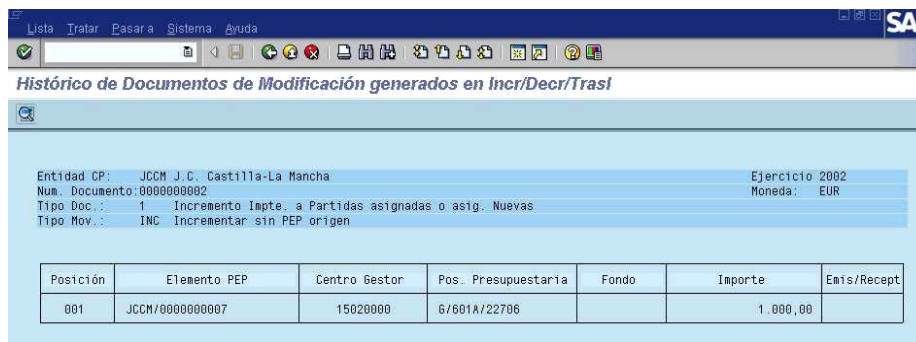 Lista Tratar Pasar a Sistema Ayuda
SA
Histórico de Documentos de Modificación generados en Incr/Decr/Trasl
Entidad CP: JCCM J.C. Castilla-La Mancha Ejercicio 2002
Num. Documento:0000000002 Moneda: EUR
Tipo Doc.: 1 Incremento Impte. a Partidas asignadas o asig. Nuevas
Tipo Mov.: INC Incrementar sin PEP origen
Posición Elemento PEP Centro Gestor Pos. Presupuestaria Fondo Importe Emis/Recept
001 JCCM/0000000007 15020000 G/601A/22706 1.000,00